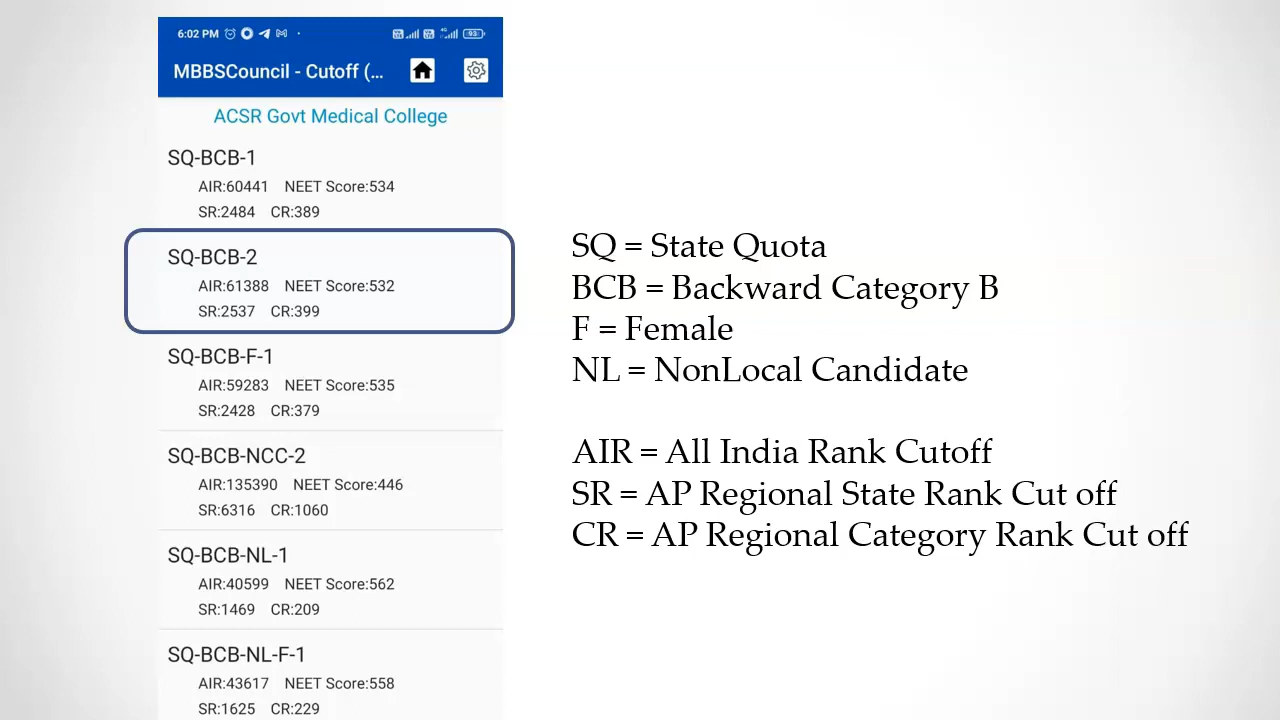 6:02 PM
93
MBBSCouncil - Cutoff (...
ACSR Govt Medical College
SQ-BCB-1
AIR:60441 NEET Score:534
SR:2484 CR:389
SQ-BCB-2
AIR:61388 NEET Score:532
SR:2537 CR:399
SQ-BCB-F-1
AIR:59283 NEET Score:535
SR:2428 CR:379
SQ-BCB-NCC-2
AIR:135390 NEET Score:446
SR:6316 CR:1060
SQ-BCB-NL-1
AIR:40599 NEET Score:562
SR:1469 CR:209
SQ-BCB-NL-F-1
AIR:43617 NEET Score:558
SR:1625 CR:229
SQ = State Quota
BCB = Backward Category B
F = Female
NL = NonLocal Candidate
AIR = All India Rank Cutoff
SR = AP Regional State Rank Cut off
CR = AP Regional Category Rank Cut off